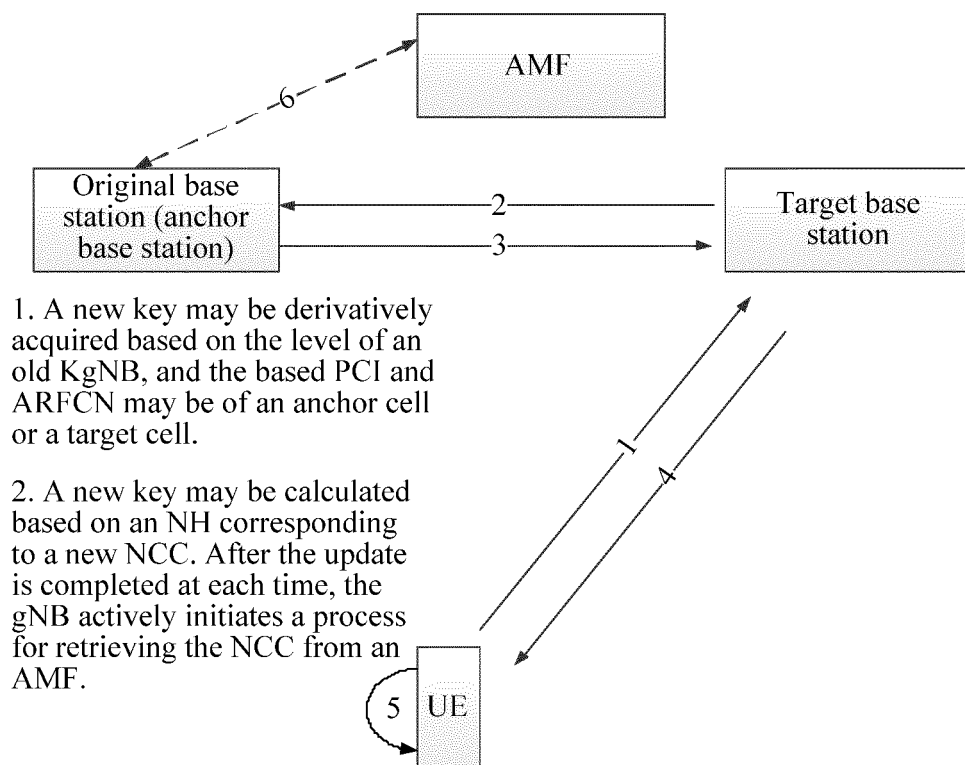 AMF
6
Original base
station (anchor
base station)
2
3
Target base
station
1. A new key may be derivatively
acquired based on the level of an
old KgNB, and the based PCI and
ARFCN may be of an anchor cell
or a target cell.
1
4
2. A new key may be calculated
based on an NH corresponding
to a new NCC. After the update
is completed at each time, the
gNB actively initiates a process
for retrieving the NCC from an
AMF.
5
UE